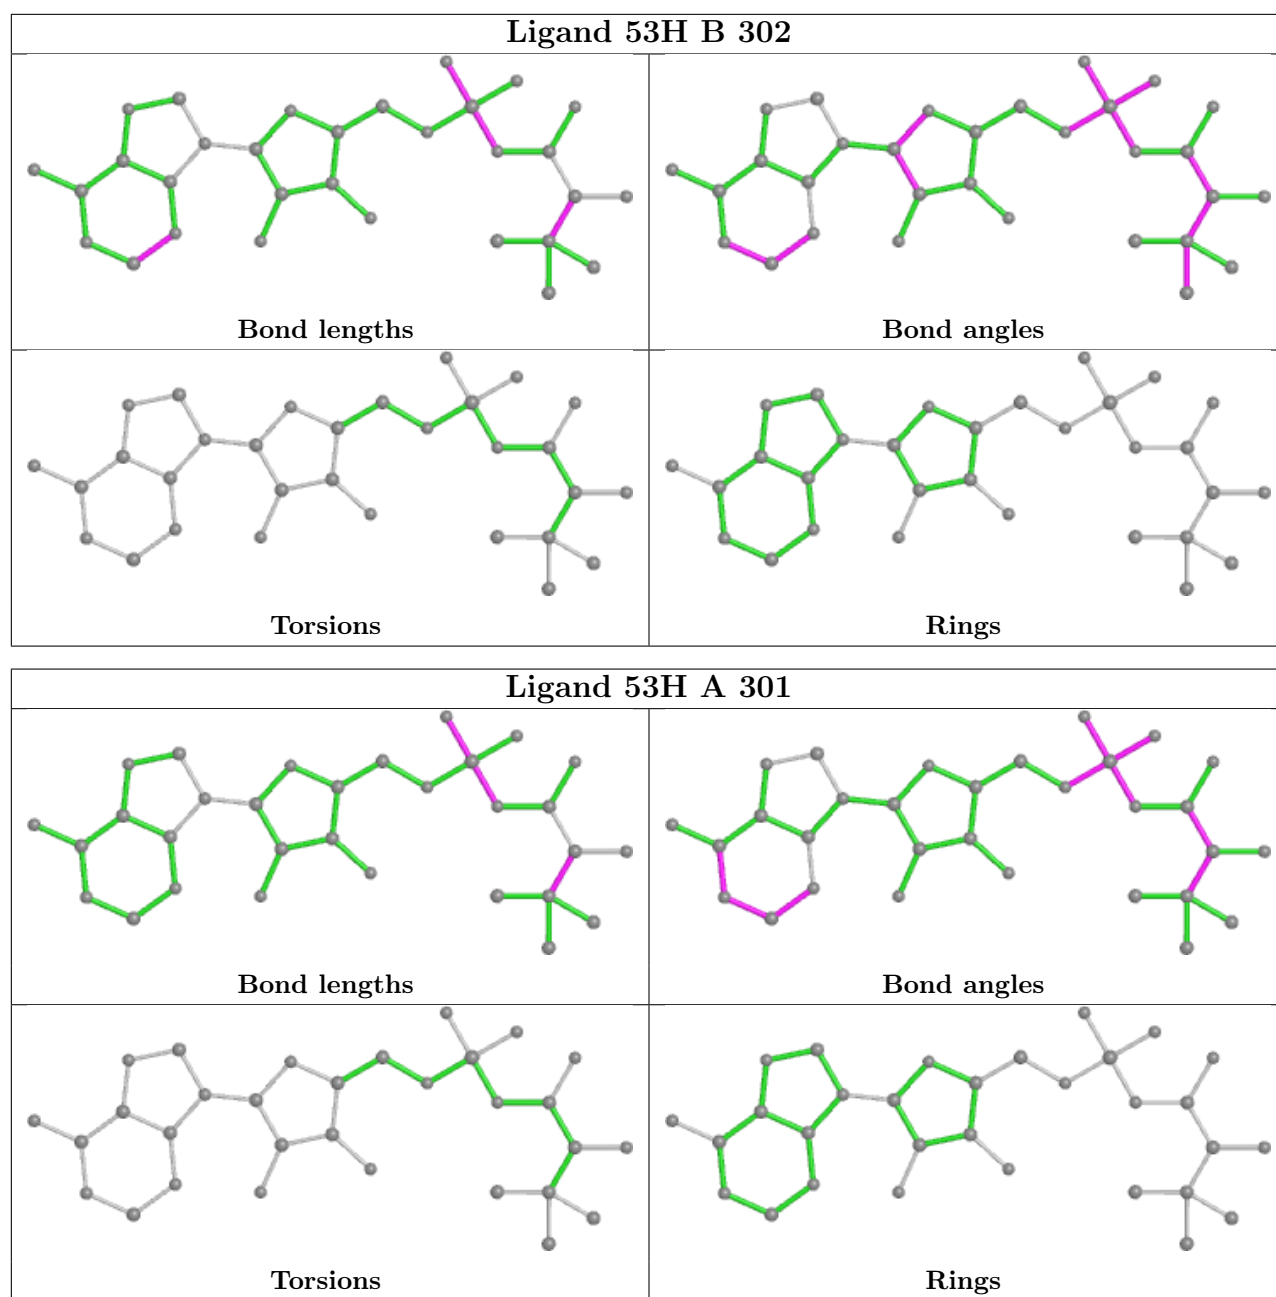 Ligand 53H B 302
Bond lengths
Bond angles
Torsions
Rings
Ligand 53H A 301
Bond lengths
Bond angles
Torsions
Rings